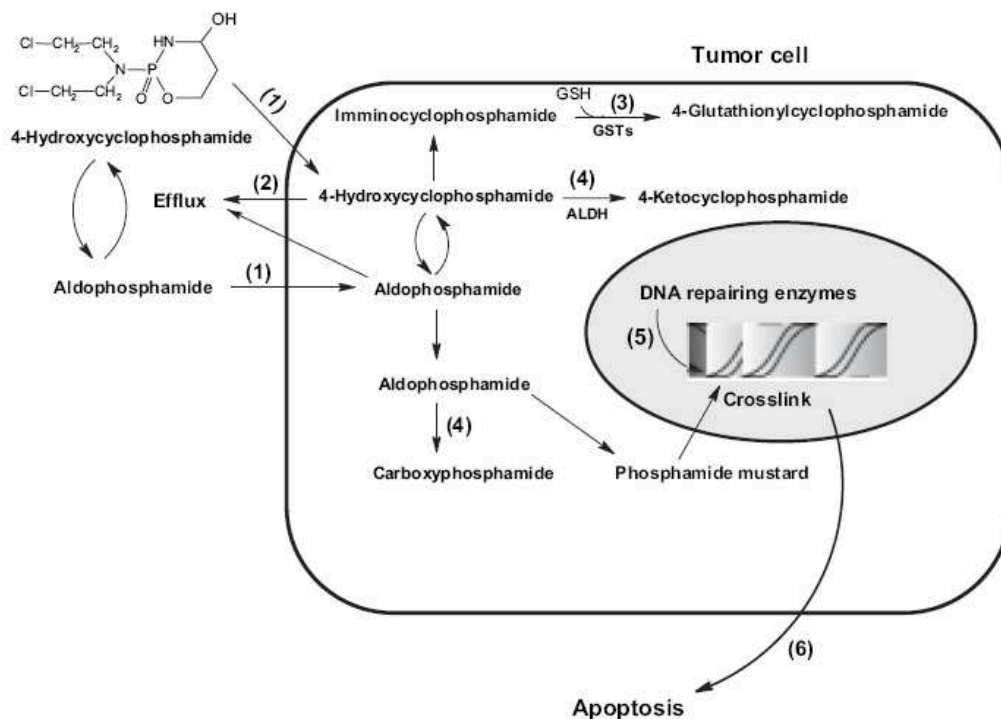 OH
Cl—CH2—CH2
HN
N—P
Cl—CH2—CH2
O
O
4-Hydroxycyclophosphamide
(1)
Tumor cell
GSH
(3)
Imminocyclophosphamide
GSTs
4-Glutathionylcyclophosphamide
Efflux
(2)
4-Hydroxycyclophosphamide
(4)
ALDH
4-Ketocyclophosphamide
Aldophosphamide
(1)
Aldophosphamide
DNA repairing enzymes
(5)
Crosslink
Aldophosphamide
(4)
Carboxyphosphamide
Phosphamide mustard
(6)
Apoptosis